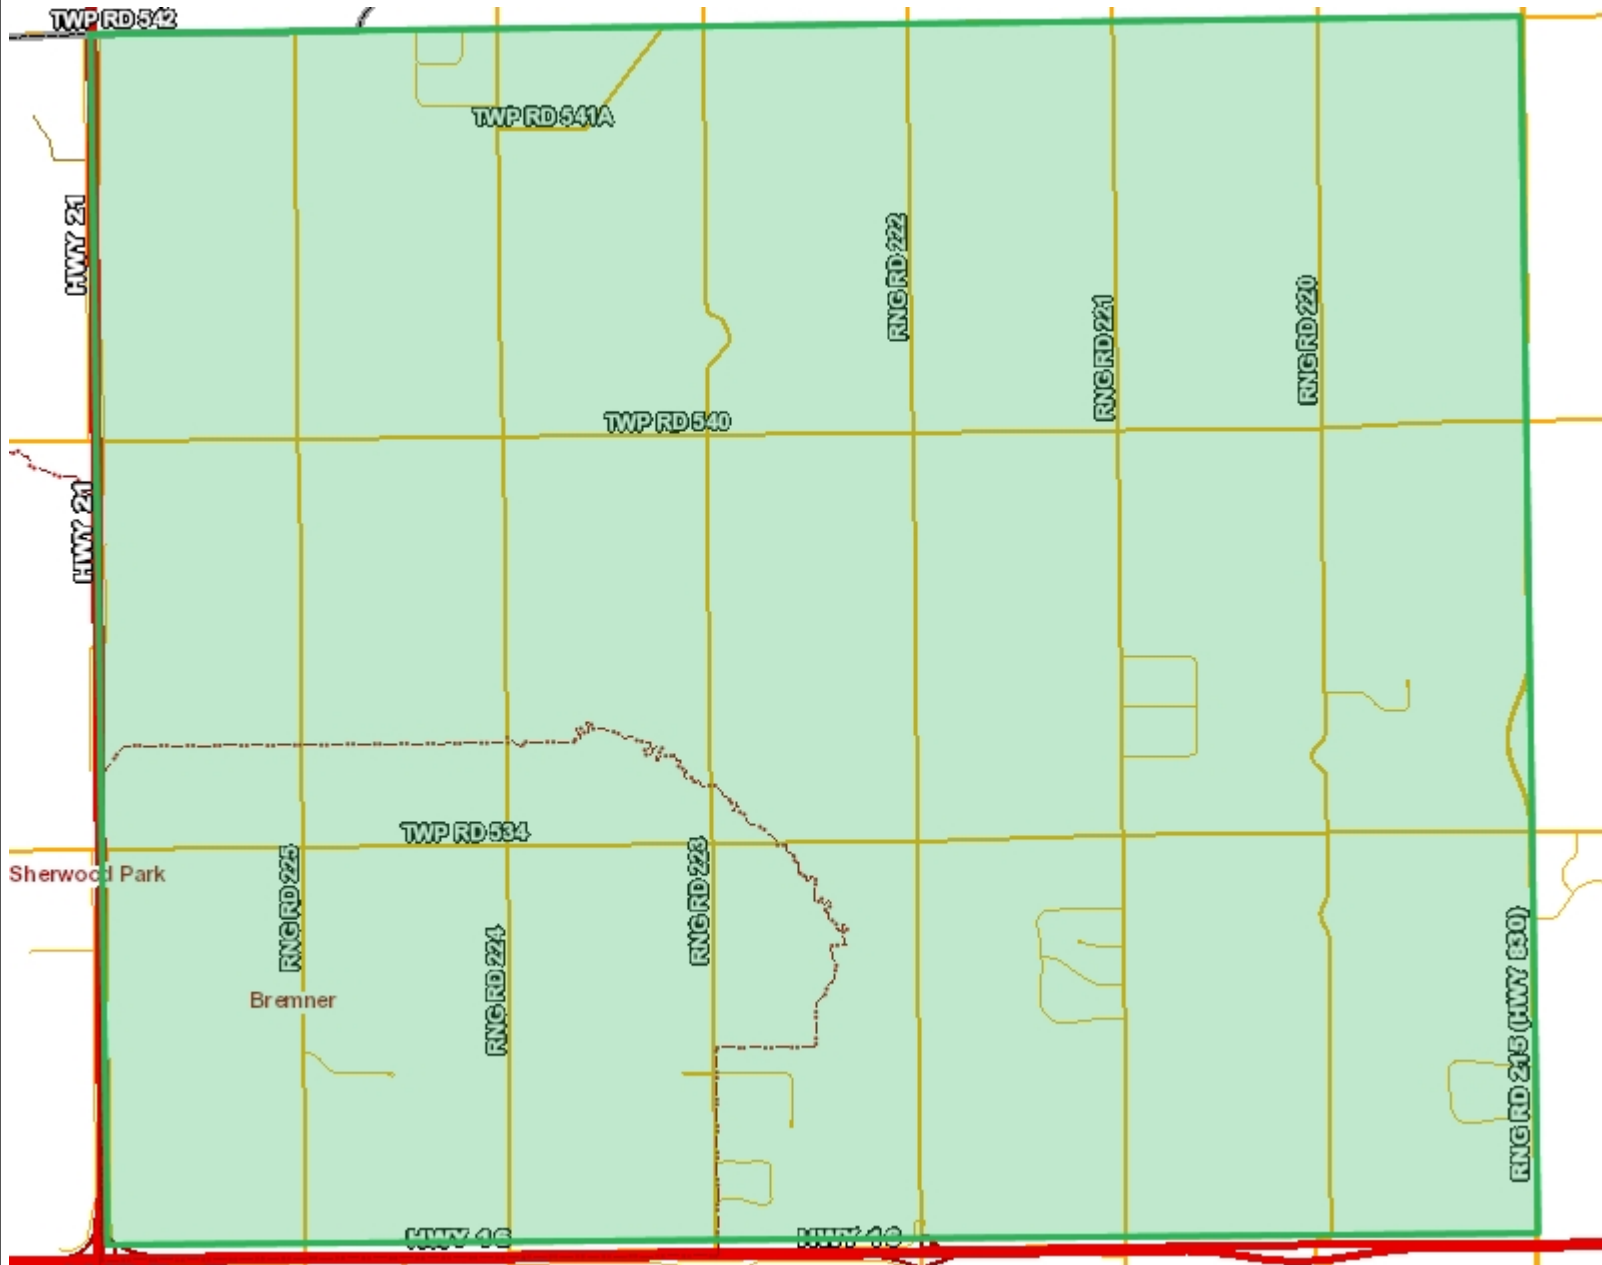 TWP RD 542
TWP RD 541A
HWY 21
RNG RD 222
RNG RD 221
RNG RD 220
TWP RD 540
HWY 21
TWP RD 534
Sherwood Park
RNG RD 225
RNG RD 224
RNG RD 223
Bremner
RNG RD 215 (HWY 830)
HWY 16
HWY 16